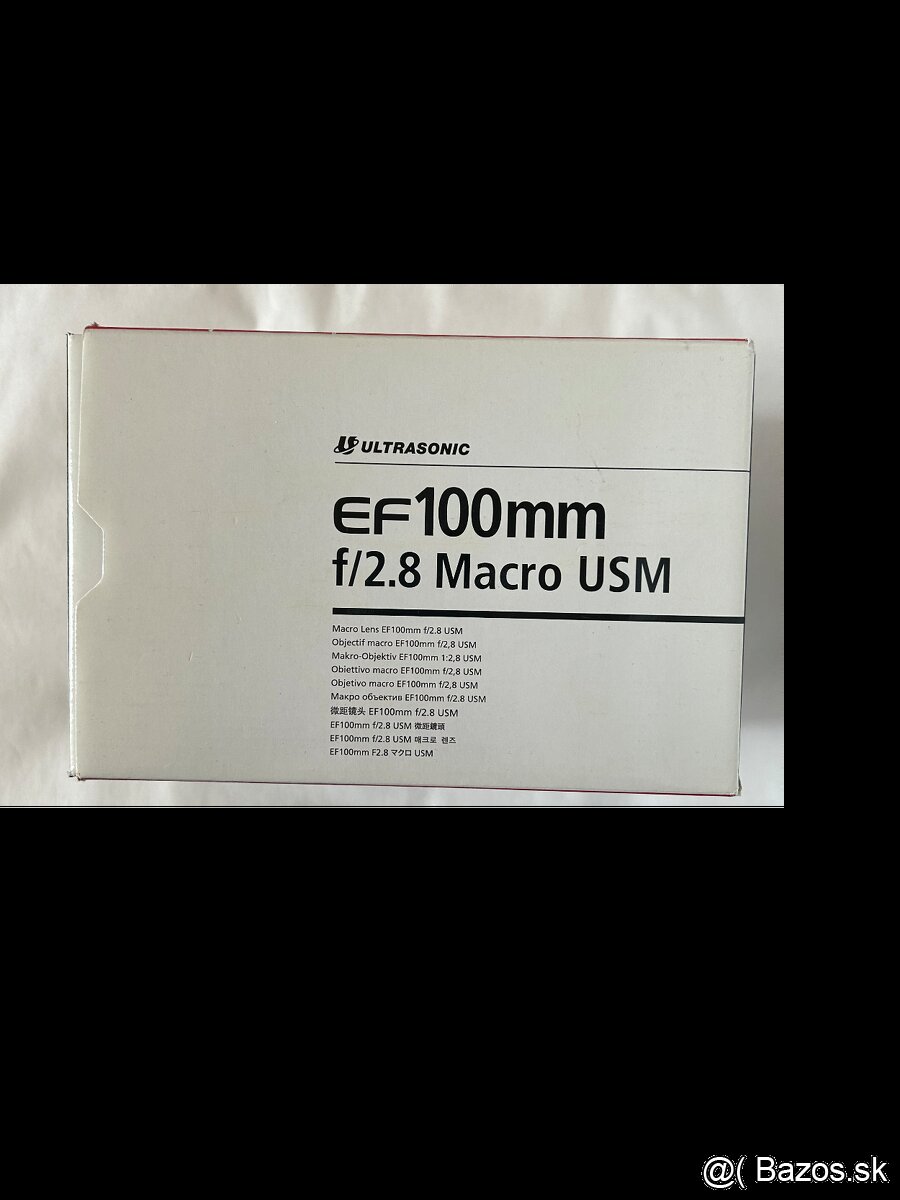 ULTRASONIC
EF100mm
f/2.8 Macro USM
Macro Lens EF100mm f/2.8 USM
Objectif macro EF100mm f/2,8 USM
Makro-Objektiv EF100mm 1:2,8 USM
Obiettivo macro EF100mm f/2,8 USM
Objetivo macro EF100mm f/2,8 USM
Макро объектив EF100mm f/2.8 USM
微距镜头 EF100mm f/2.8 USM
EF100mm f/2.8 USM 微距鏡頭
EF100mm f/2.8 USM 매크로 렌즈
EF100mm F2.8 マクロ USM
@( Bazos.sk